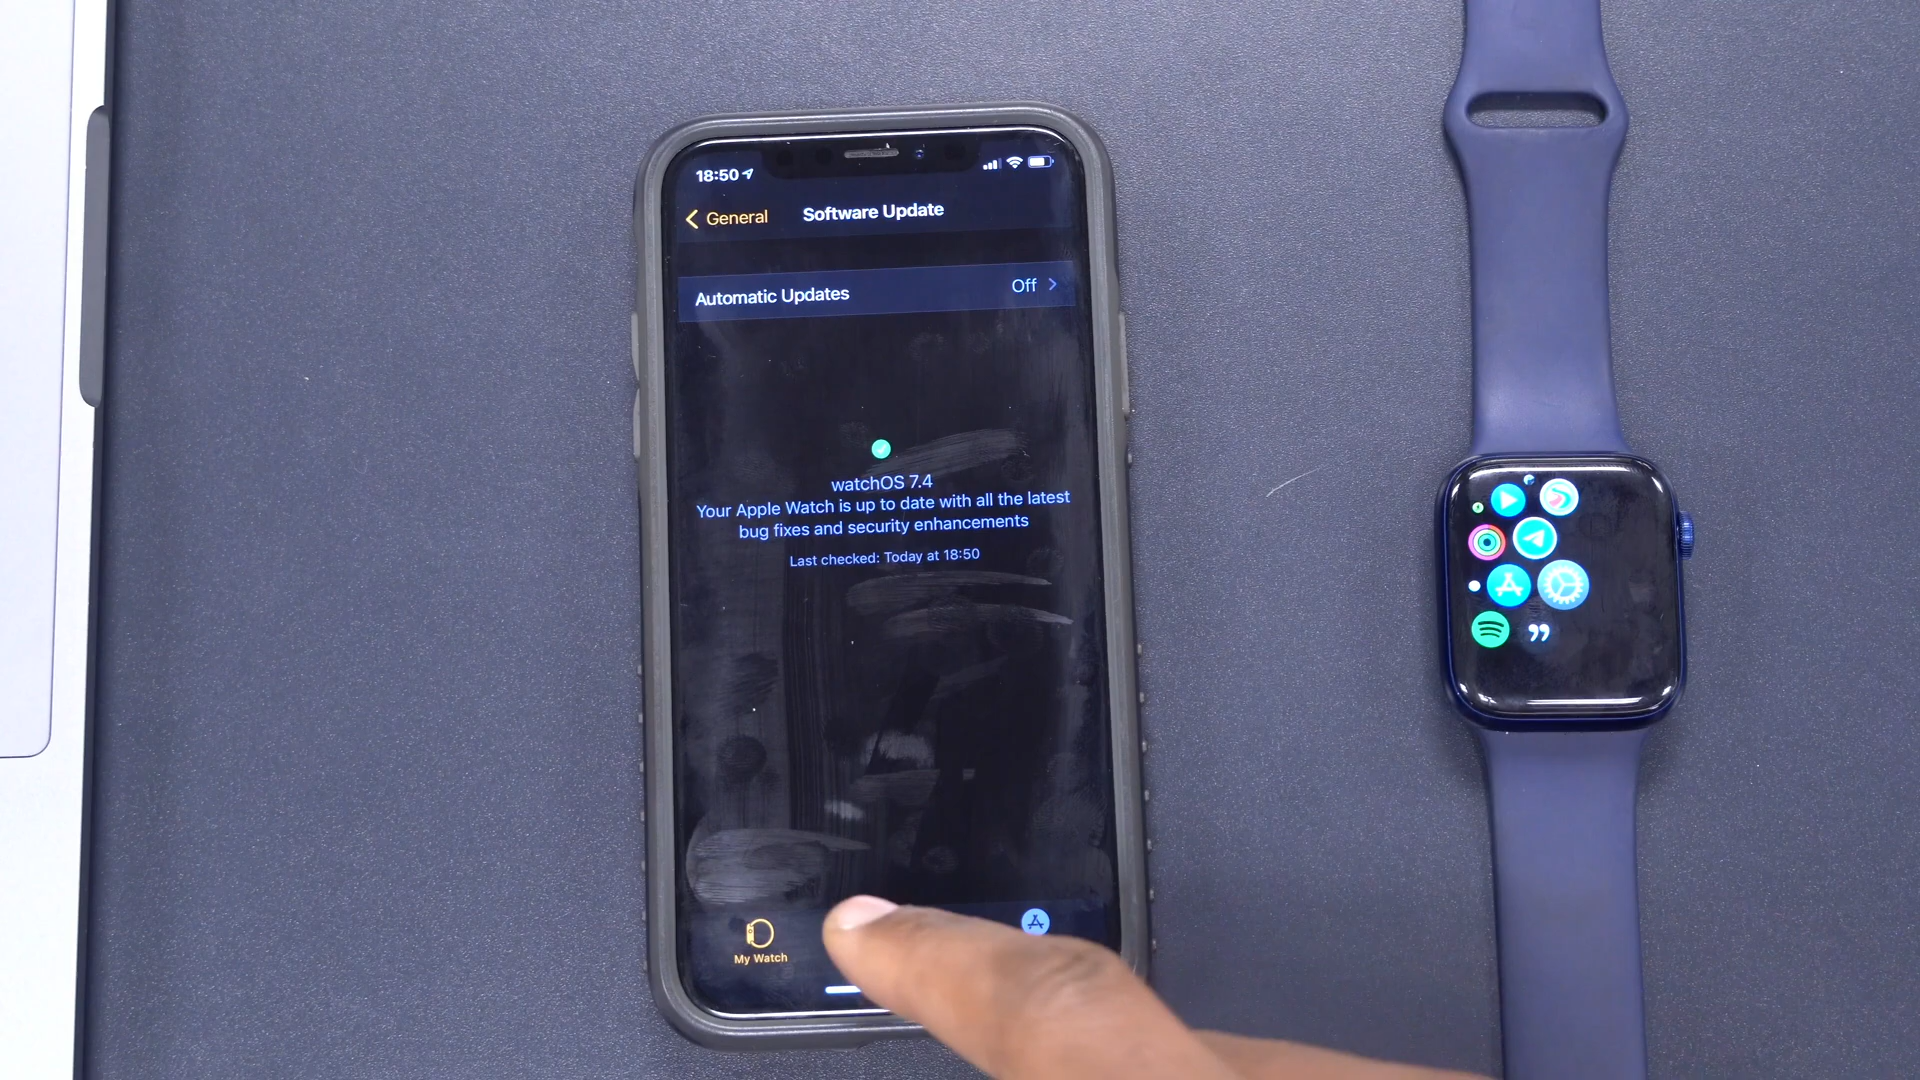 18:50
General
Software Update
Automatic Updates
Off
watchOS 7.4
Your Apple Watch is up to date with all the latest
bug fixes and security enhancements
Last checked: Today at 18:50
My Watch